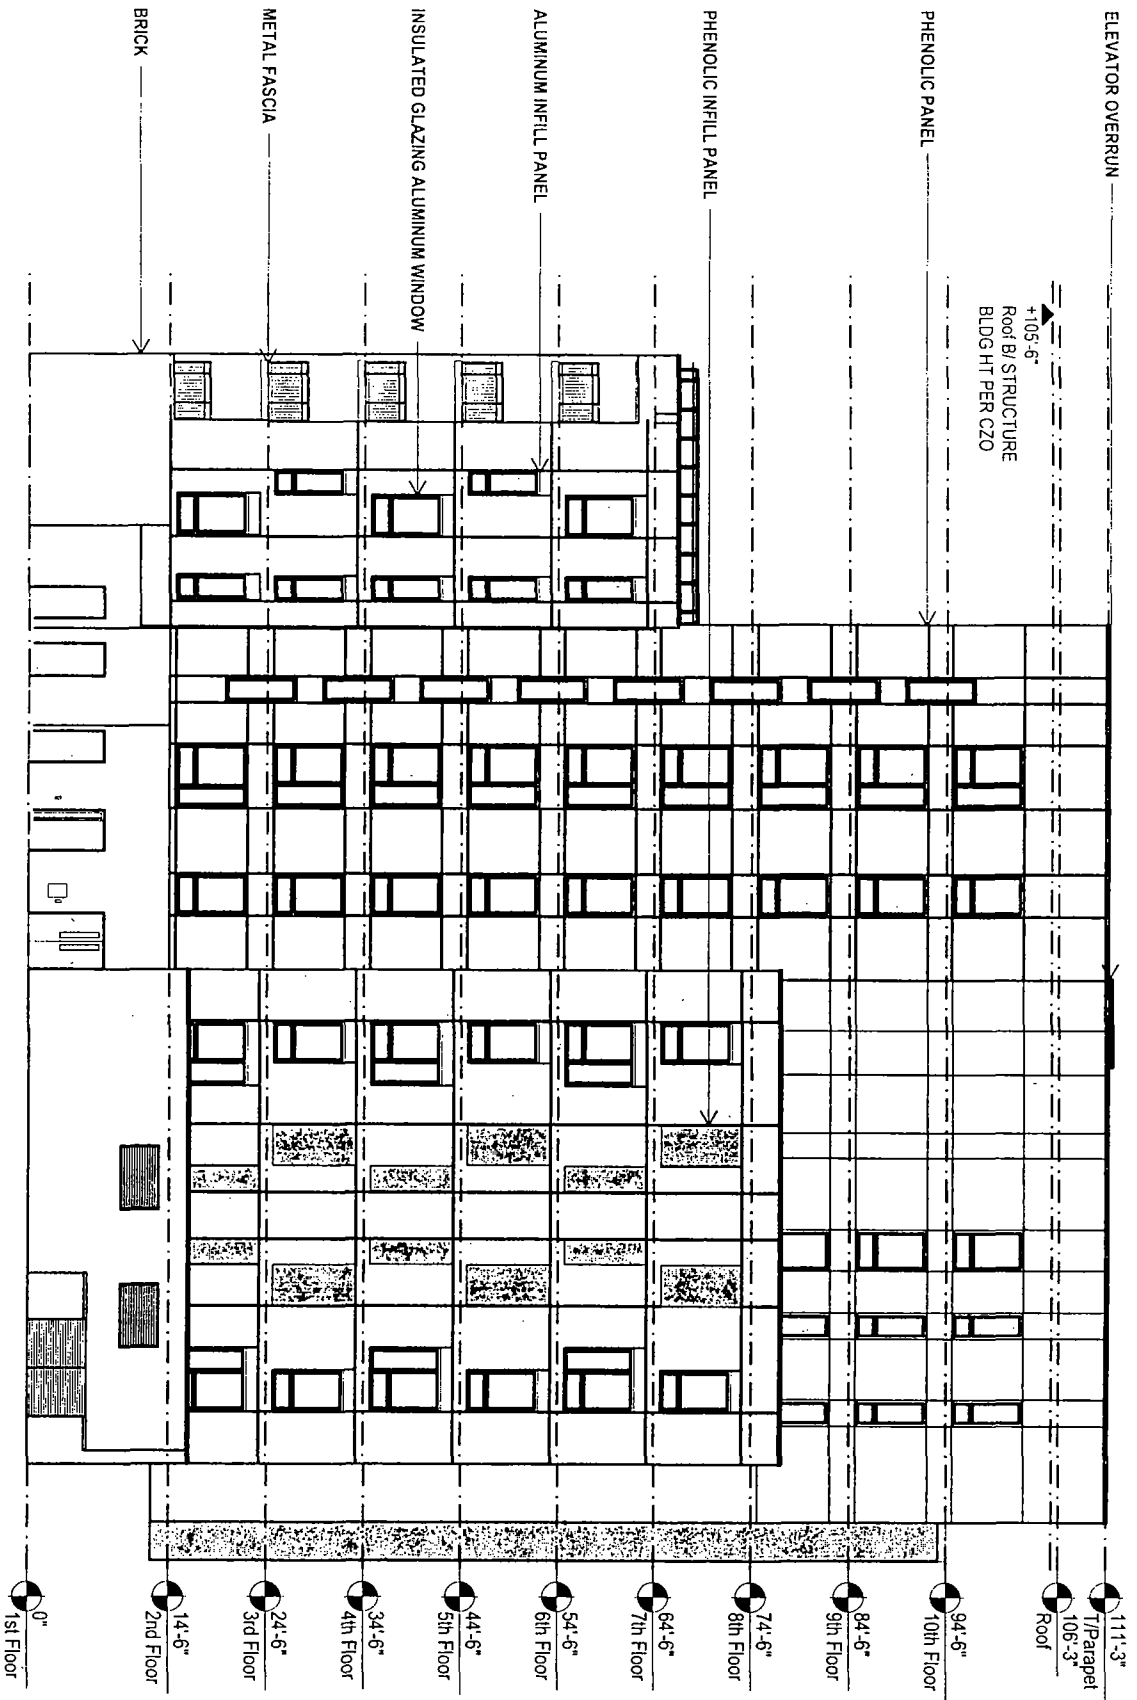 ELEVATOR OVERRUN
PHENOLIC PANEL
PHENOLIC INFILL PANEL
ALUMINUM INFILL PANEL
INSULATED GLAZING ALUMINUM WINDOW
METAL FASCIA
BRICK
+105'-6"
Roof B/ STRUCTURE
BLDG HT PER CZO
111'-3"
T/Parapet
106'-3"
Roof
94'-6"
10th Floor
84'-6"
9th Floor
74'-6"
8th Floor
64'-6"
7th Floor
54'-6"
6th Floor
44'-6"
5th Floor
34'-6"
4th Floor
24'-6"
3rd Floor
14'-6"
2nd Floor
0"
1st Floor